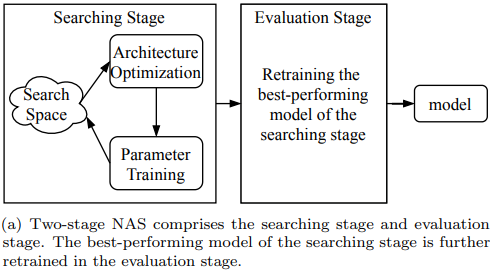 Searching Stage
Architecture
Optimization
Search
Space
Parameter
Training
Evaluation Stage
Retraining the
best-performing
model of the
searching stage
model
(a) Two-stage NAS comprises the searching stage and evaluation
stage. The best-performing model of the searching stage is further
retrained in the evaluation stage.